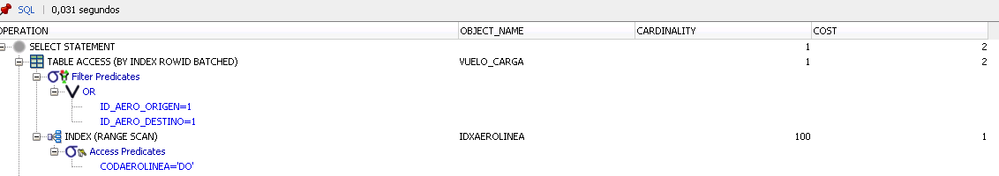 SQL | 0,031 segundos
OPERATION OBJECT_NAME CARDINALITY COST
SELECT STATEMENT 1 2
TABLE ACCESS (BY INDEX ROWID BATCHED) VUELO_CARGA 1 2
Filter Predicates
OR
ID_AERO_ORIGEN=1
ID_AERO_DESTINO=1
INDEX (RANGE SCAN) IDXAEROLINEA 100 1
Access Predicates
CODAEROLINEA='DO'